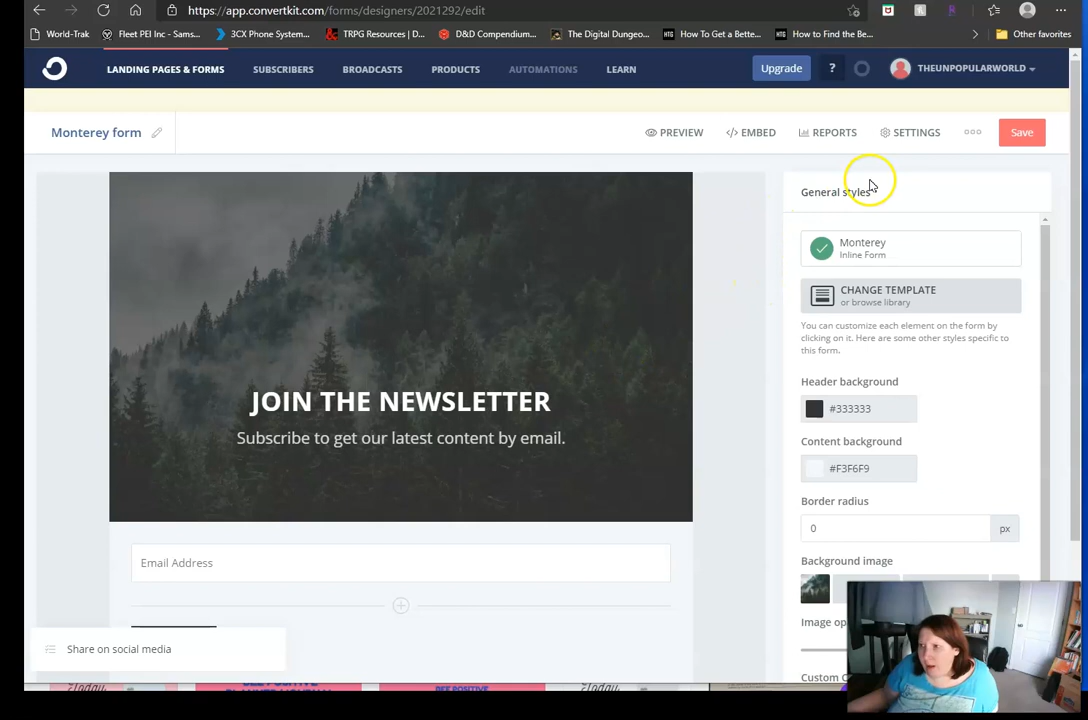 https://app.convertkit.com/forms/designers/2021292/edit
World-Trak
Fleet PEI Inc - Sams...
3CX Phone System...
TRPG Resources | D...
D&D Compendium...
The Digital Dungeo...
HTG How To Get a Bette...
HTG How to Find the Be...
Other favorites
LANDING PAGES & FORMS SUBSCRIBERS BROADCASTS PRODUCTS AUTOMATIONS LEARN Upgrade ? THEUNPOPULARWORLD
Monterey form PREVIEW </> EMBED REPORTS SETTINGS Save
General styles
Monterey
Inline Form
CHANGE TEMPLATE
or browse library
You can customize each element on the form by
clicking on it. Here are some other styles specific to
this form.
Header background
#333333
Content background
#F3F6F9
Border radius
0 px
Background image
Image op
Custom C
JOIN THE NEWSLETTER
Subscribe to get our latest content by email.
Email Address
Share on social media